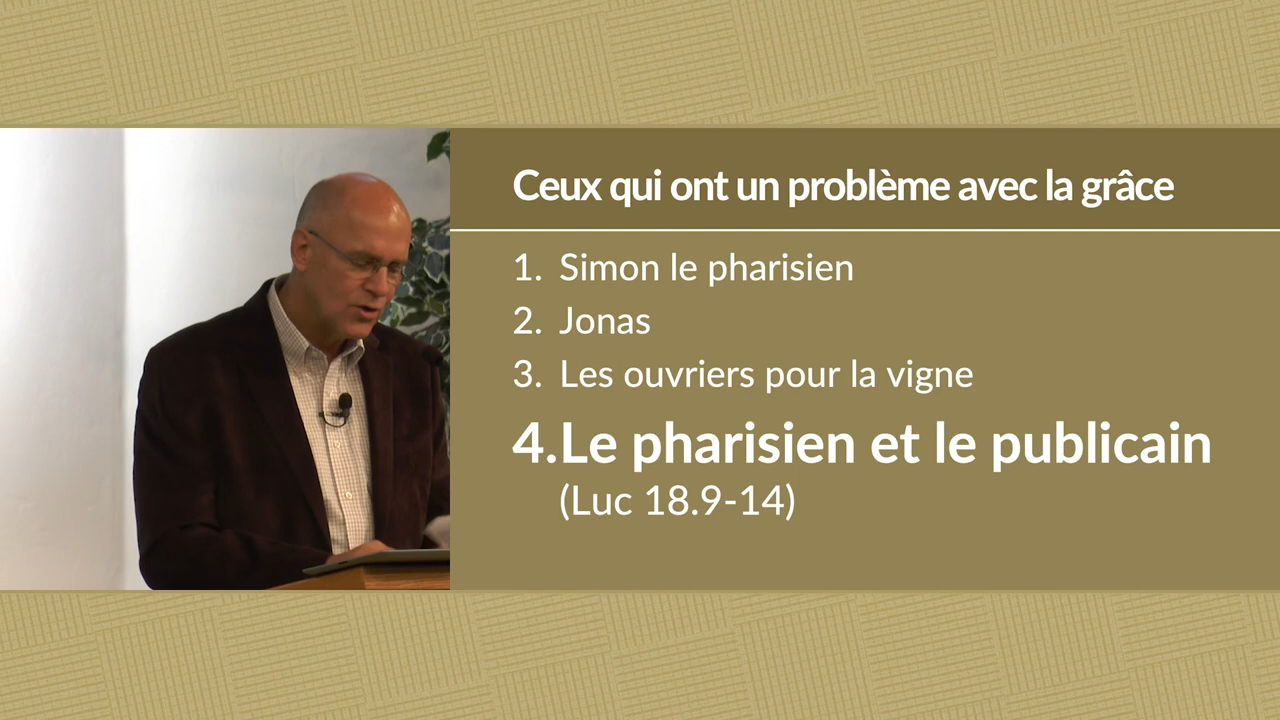 Ceux qui ont un problème avec la grâce
1. Simon le pharisien
2. Jonas
3. Les ouvriers pour la vigne
4.Le pharisien et le publicain
(Luc 18.9-14)